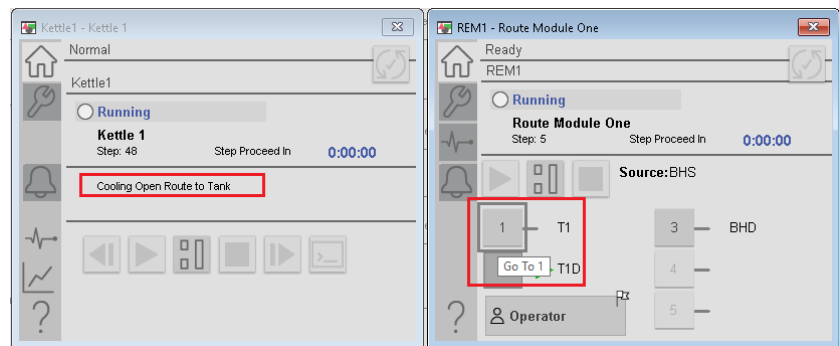 Kettle1 - Kettle 1
Normal
Kettle1
Running
Kettle 1
Step: 48 Step Proceed In 0:00:00
Cooling Open Route to Tank
?
REM1 - Route Module One
Ready
REM1
Running
Route Module One
Step: 5 Step Proceed In 0:00:00
Source:BHS
1 T1 3 BHD
Go To 1 T1D 4
Operator 5
?